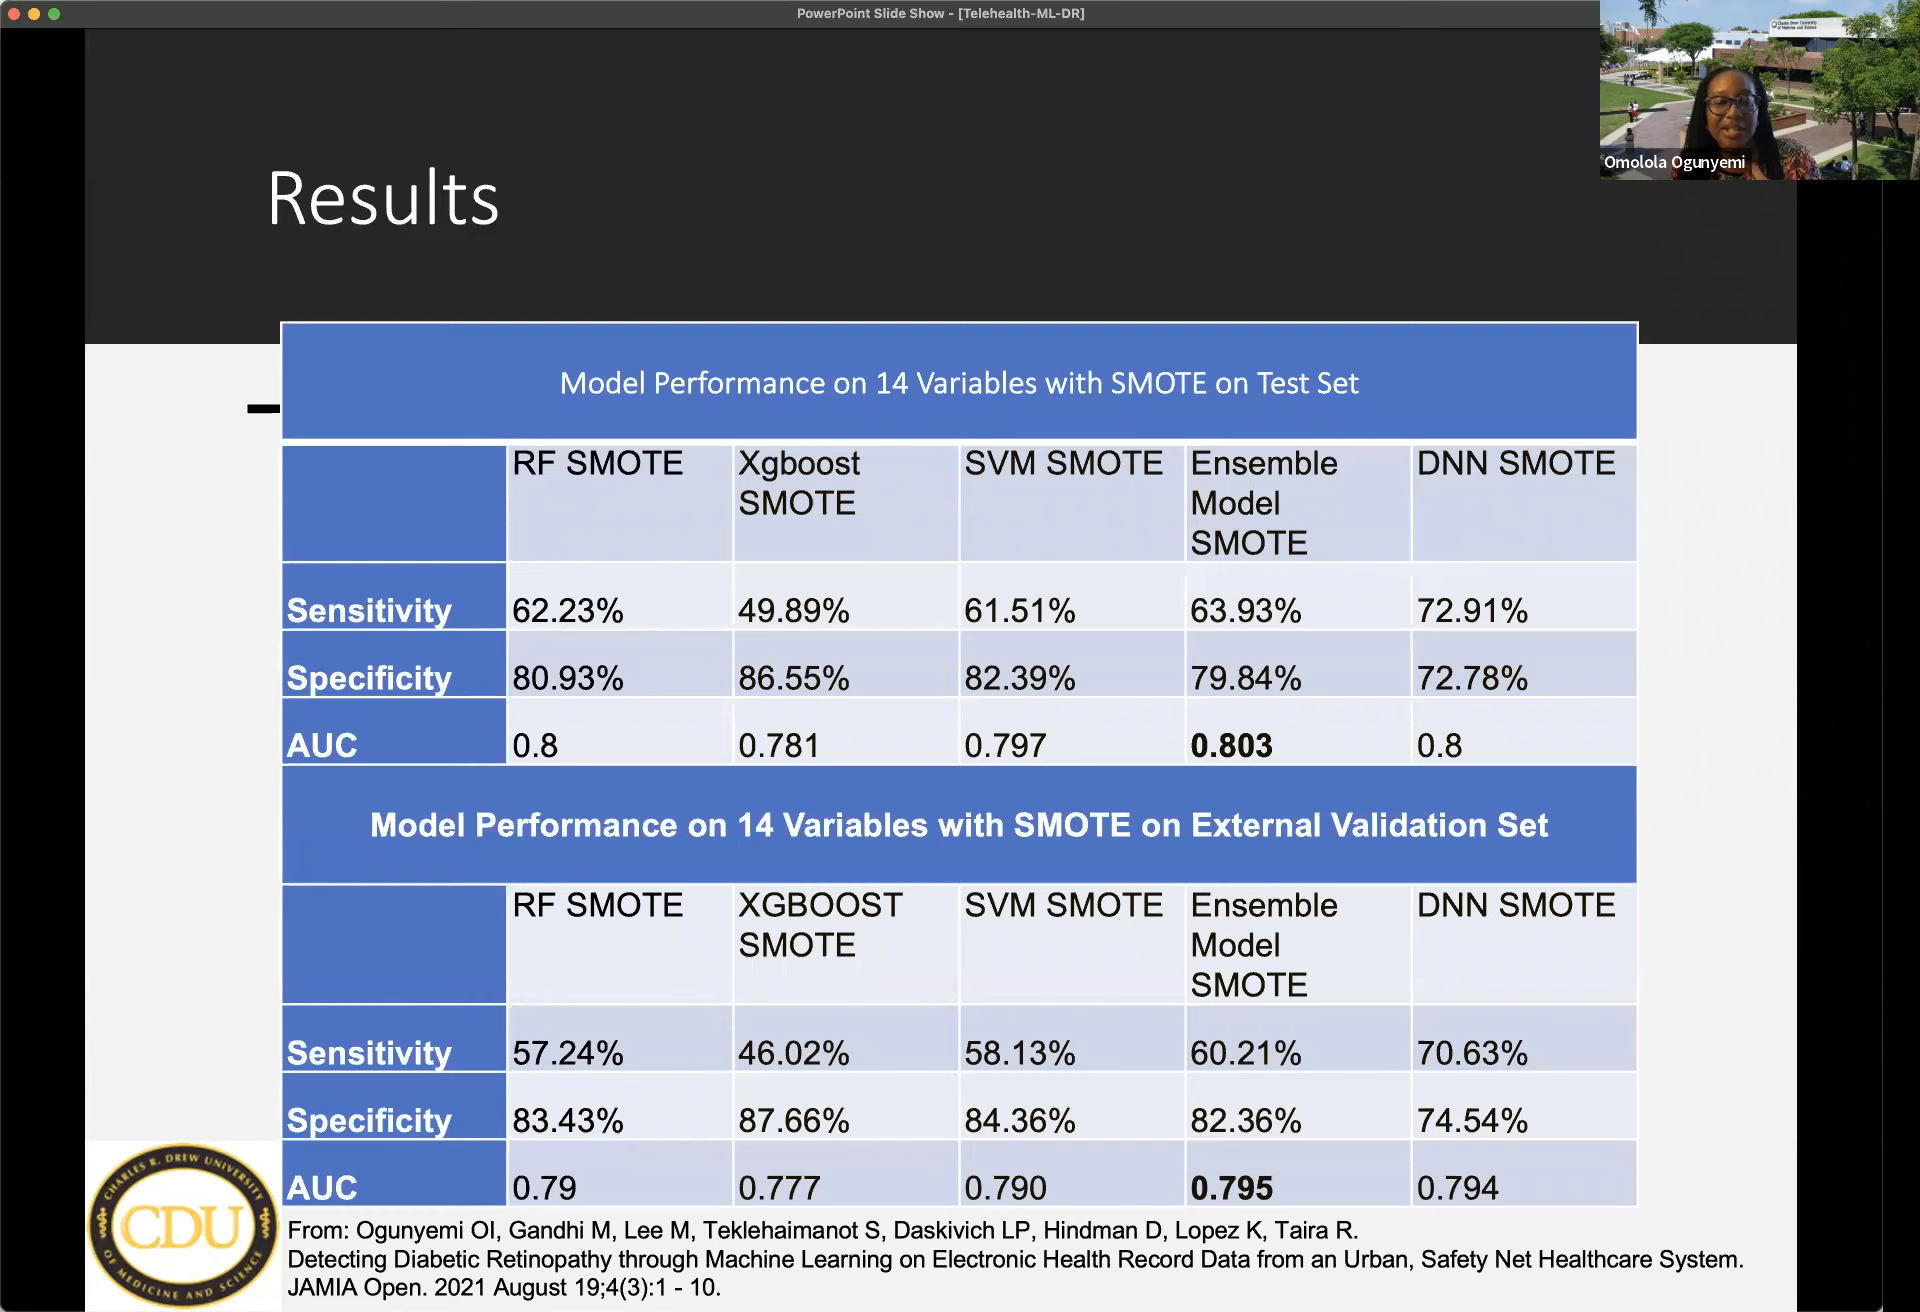 PowerPoint Slide Show - [Telehealth-ML-DR]
Charles Drew University
of Medicine and Science
Omolola Ogunyemi
Results
Model Performance on 14 Variables with SMOTE on Test Set
RF SMOTE Xgboost SMOTE SVM SMOTE Ensemble Model SMOTE DNN SMOTE
Sensitivity 62.23% 49.89% 61.51% 63.93% 72.91%
Specificity 80.93% 86.55% 82.39% 79.84% 72.78%
AUC 0.8 0.781 0.797 0.803 0.8
Model Performance on 14 Variables with SMOTE on External Validation Set
RF SMOTE XGBOOST SMOTE SVM SMOTE Ensemble Model SMOTE DNN SMOTE
Sensitivity 57.24% 46.02% 58.13% 60.21% 70.63%
Specificity 83.43% 87.66% 84.36% 82.36% 74.54%
AUC 0.79 0.777 0.790 0.795 0.794
CHARLES R. DREW UNIVERSITY
CDU
OF MEDICINE AND SCIENCE
From: Ogunyemi OI, Gandhi M, Lee M, Teklehaimanot S, Daskivich LP, Hindman D, Lopez K, Taira R.
Detecting Diabetic Retinopathy through Machine Learning on Electronic Health Record Data from an Urban, Safety Net Healthcare System.
JAMIA Open. 2021 August 19;4(3):1 - 10.